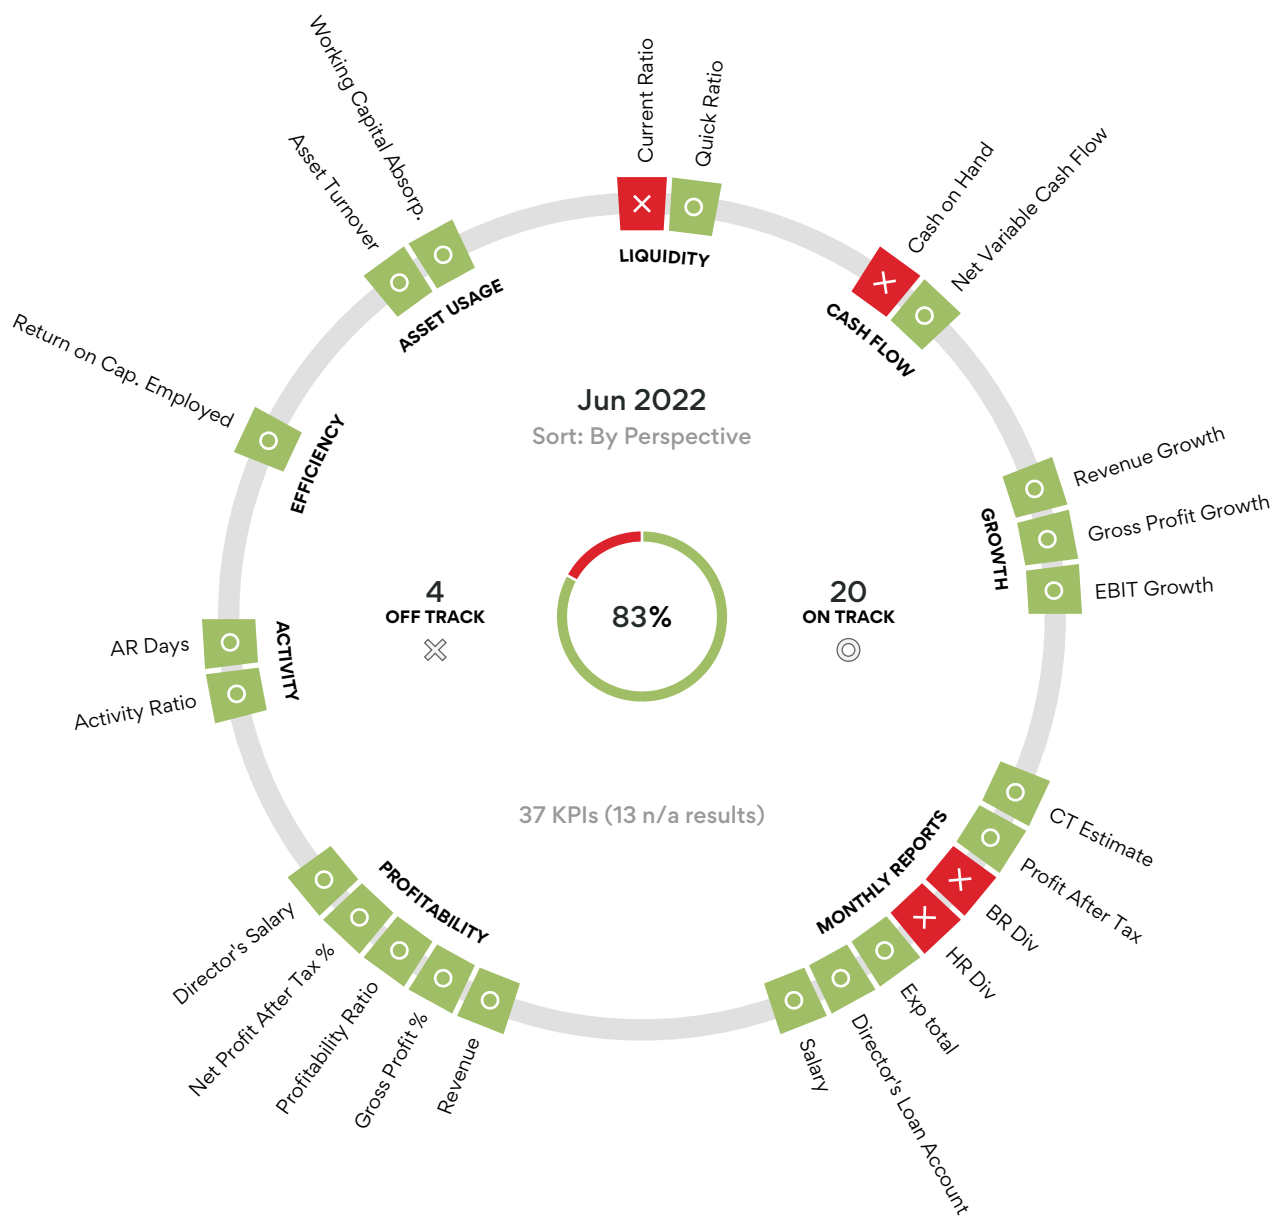 Current Ratio
Quick Ratio
LIQUIDITY
Cash on Hand
Net Variable Cash Flow
CASH FLOW
Revenue Growth
Gross Profit Growth
EBIT Growth
GROWTH
CT Estimate
Profit After Tax
BR Div
HR Div
Exp total
Director's Loan Account
Salary
MONTHLY REPORTS
Revenue
Gross Profit %
Profitability Ratio
Net Profit After Tax %
Director's Salary
PROFITABILITY
Activity Ratio
AR Days
ACTIVITY
Return on Cap. Employed
EFFICIENCY
Asset Turnover
Working Capital Absorp.
ASSET USAGE
Jun 2022
Sort: By Perspective
4
OFF TRACK
83%
20
ON TRACK
37 KPIs (13 n/a results)